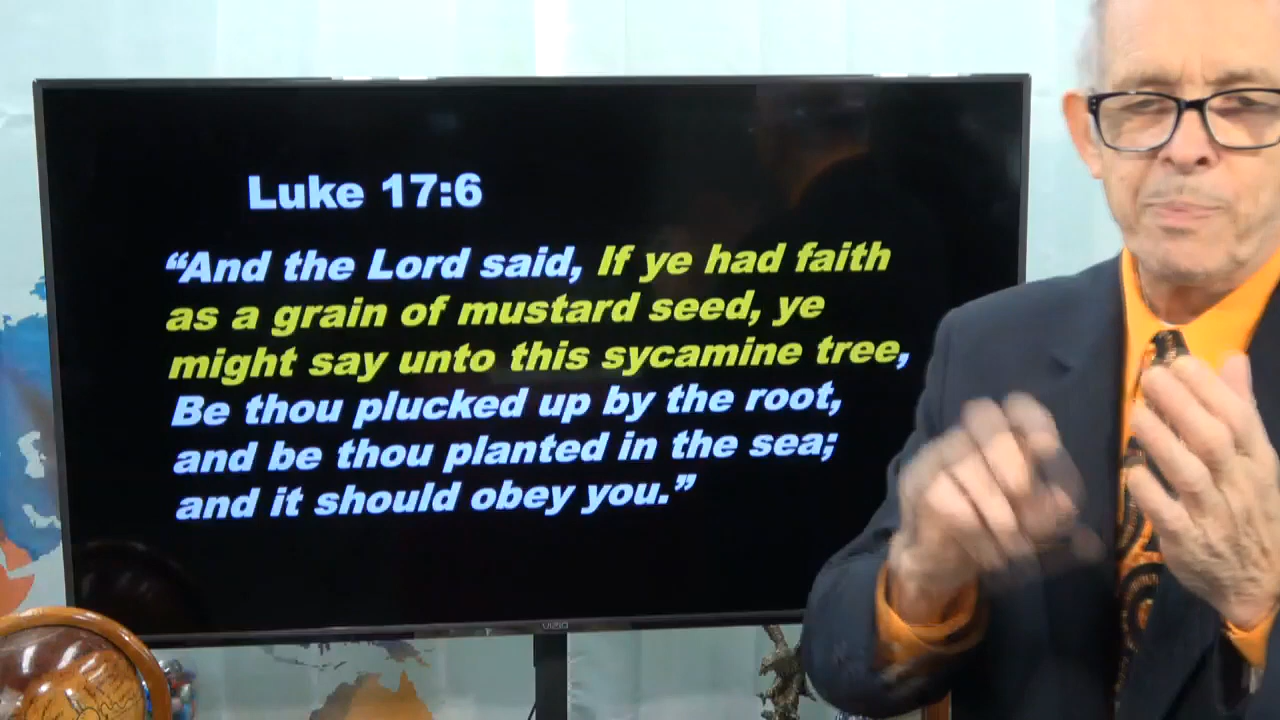 Luke 17:6
“And the Lord said, If ye had faith
as a grain of mustard seed, ye
might say unto this sycamine tree,
Be thou plucked up by the root,
and be thou planted in the sea;
and it should obey you.”
VIZIO